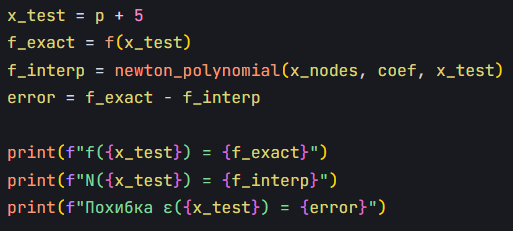 x_test = p + 5
f_exact = f(x_test)
f_interp = newton_polynomial(x_nodes, coef, x_test)
error = f_exact - f_interp
print(f"f({x_test}) = {f_exact}")
print(f"N({x_test}) = {f_interp}")
print(f"Похибка ε({x_test}) = {error}")